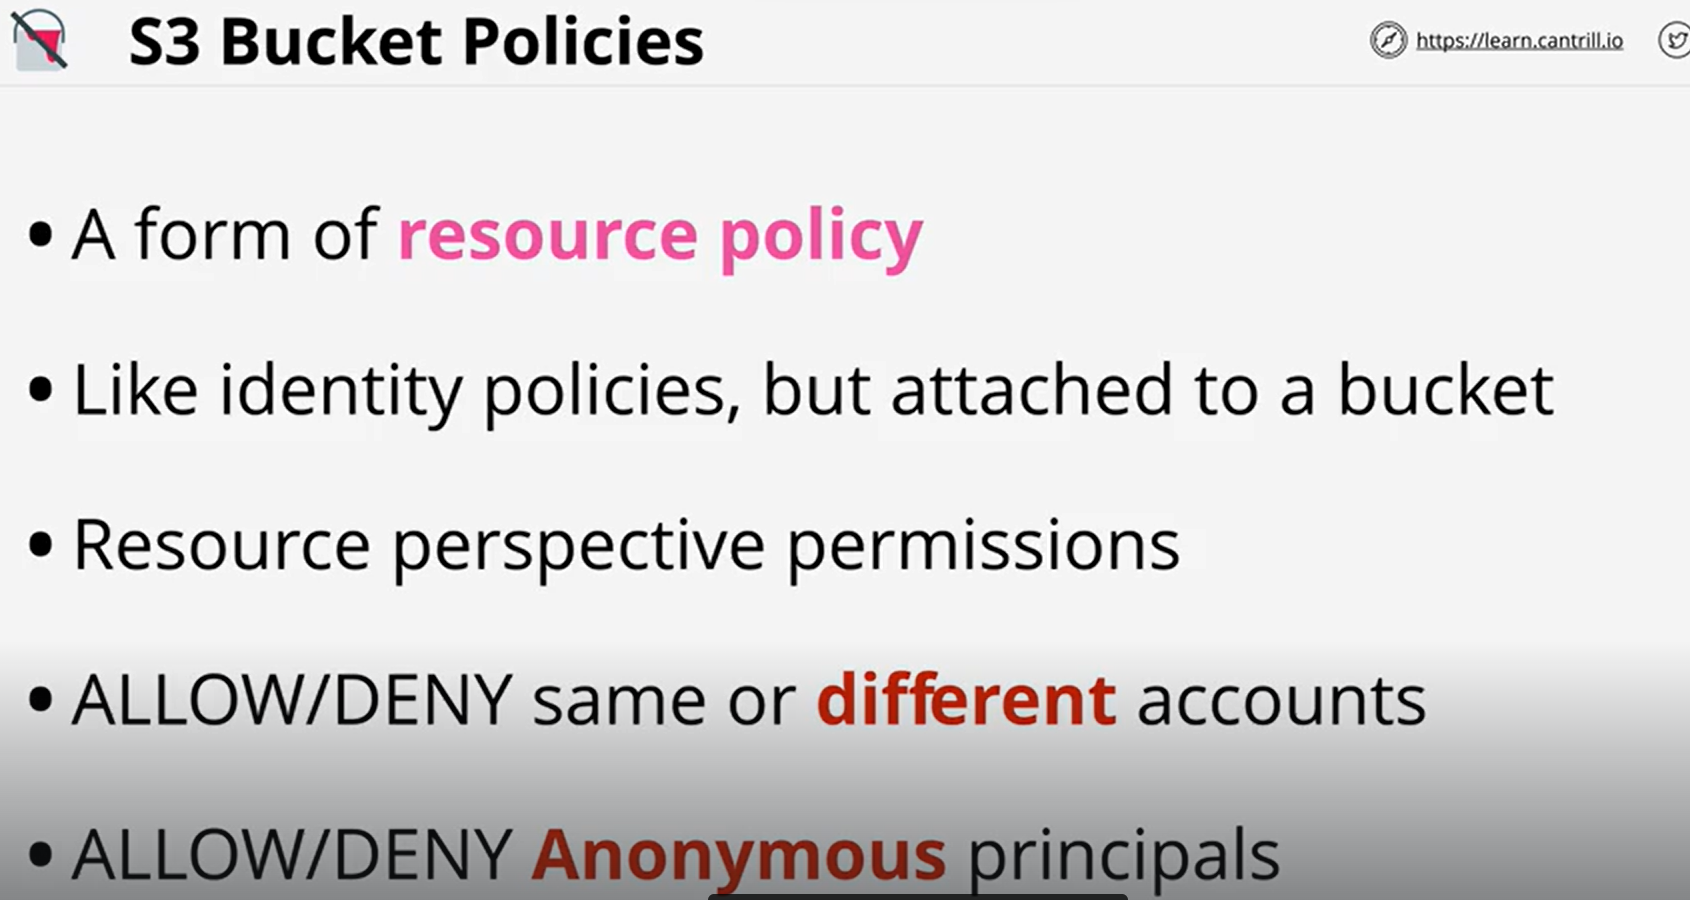 S3 Bucket Policies
https://learn.cantrill.io
• A form of resource policy
• Like identity policies, but attached to a bucket
• Resource perspective permissions
• ALLOW/DENY same or different accounts
• ALLOW/DENY Anonymous principals